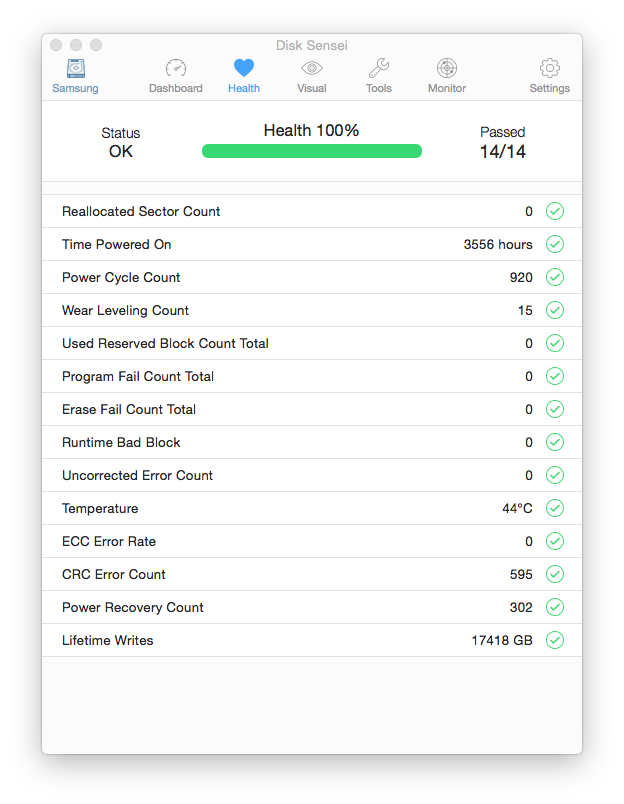 Disk Sensei
Samsung Dashboard Health Visual Tools Monitor Settings
Status Health 100% Passed
OK 14/14
Reallocated Sector Count 0
Time Powered On 3556 hours
Power Cycle Count 920
Wear Leveling Count 15
Used Reserved Block Count Total 0
Program Fail Count Total 0
Erase Fail Count Total 0
Runtime Bad Block 0
Uncorrected Error Count 0
Temperature 44°C
ECC Error Rate 0
CRC Error Count 595
Power Recovery Count 302
Lifetime Writes 17418 GB